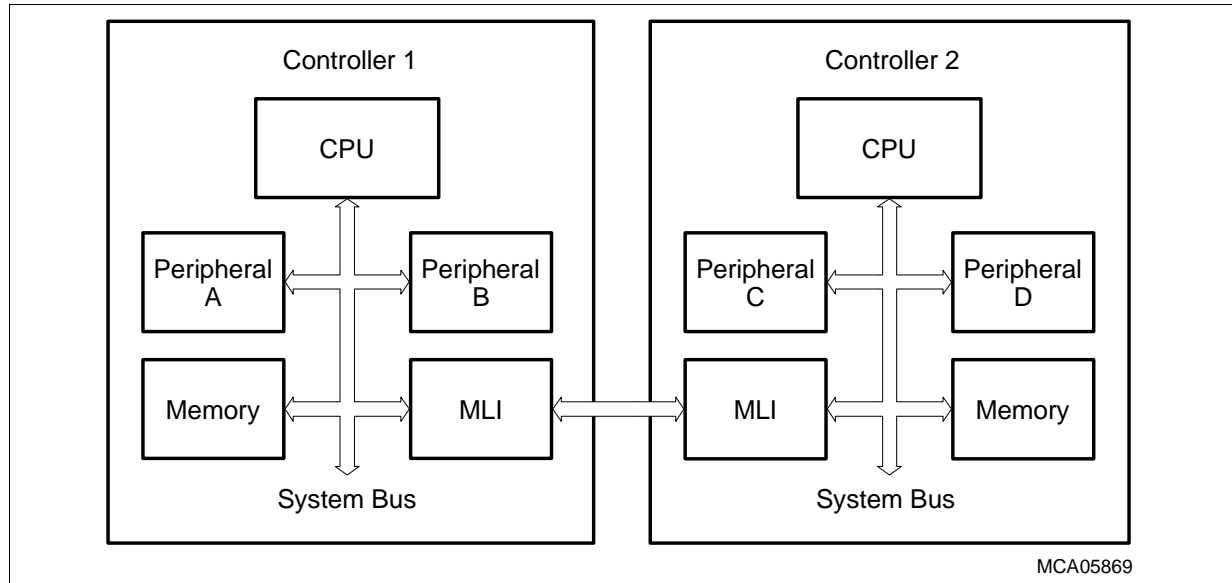 Controller 1
CPU
Peripheral
A
Peripheral
B
Memory
MLI
System Bus
Controller 2
CPU
Peripheral
C
Peripheral
D
MLI
Memory
System Bus
MCA05869